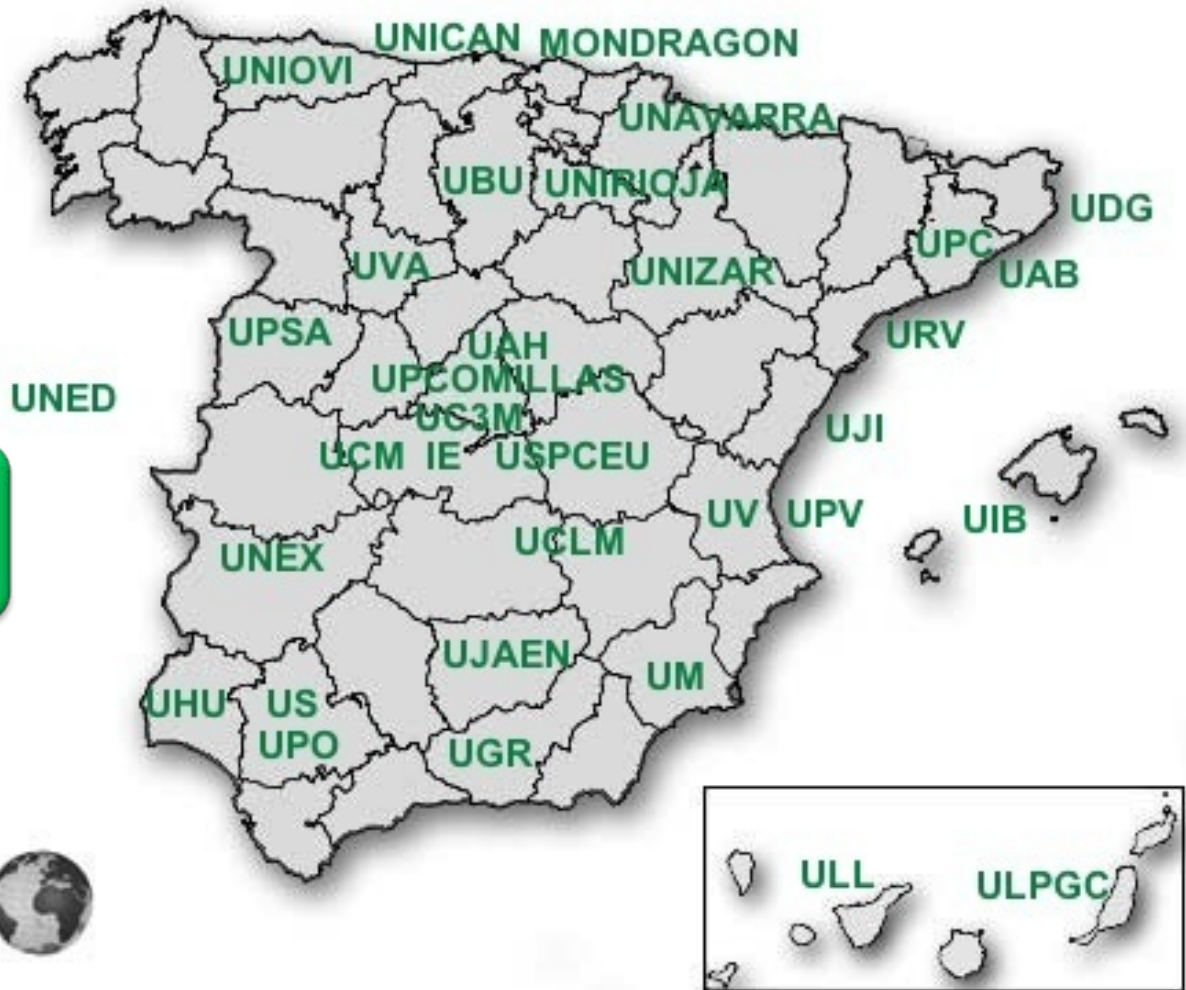 UNICAN
MONDRAGON
UNIOVI
UNAVARRA
UBU
UNIRIOJA
UDG
UPC
UVA
UNIZAR
UAB
UPSA
URV
UAH
UPCOMILLAS
UNED
UC3M
UJI
UCM
IE
USPCEU
UV
UPV
UIB
UCLM
UNEX
UJAEN
UM
UHU
US
UPO
UGR
ULL
ULPGC